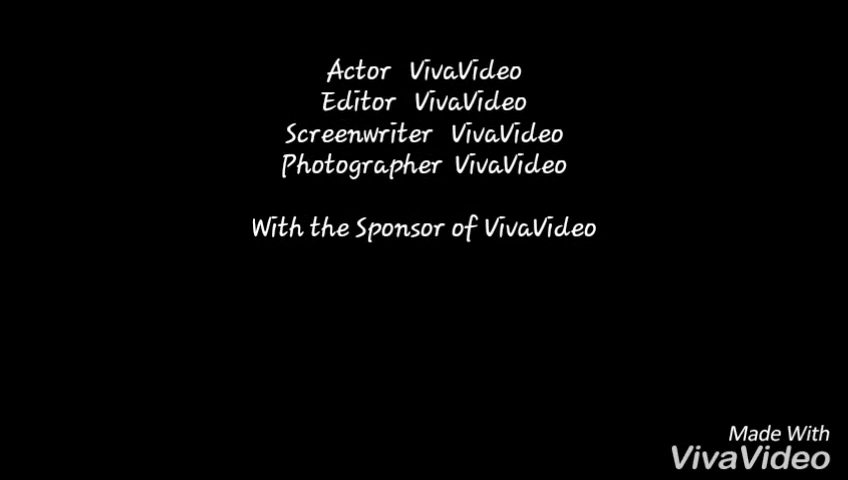 Actor VivaVideo
Editor VivaVideo
Screenwriter VivaVideo
Photographer VivaVideo
With the Sponsor of VivaVideo
Made With
VivaVideo